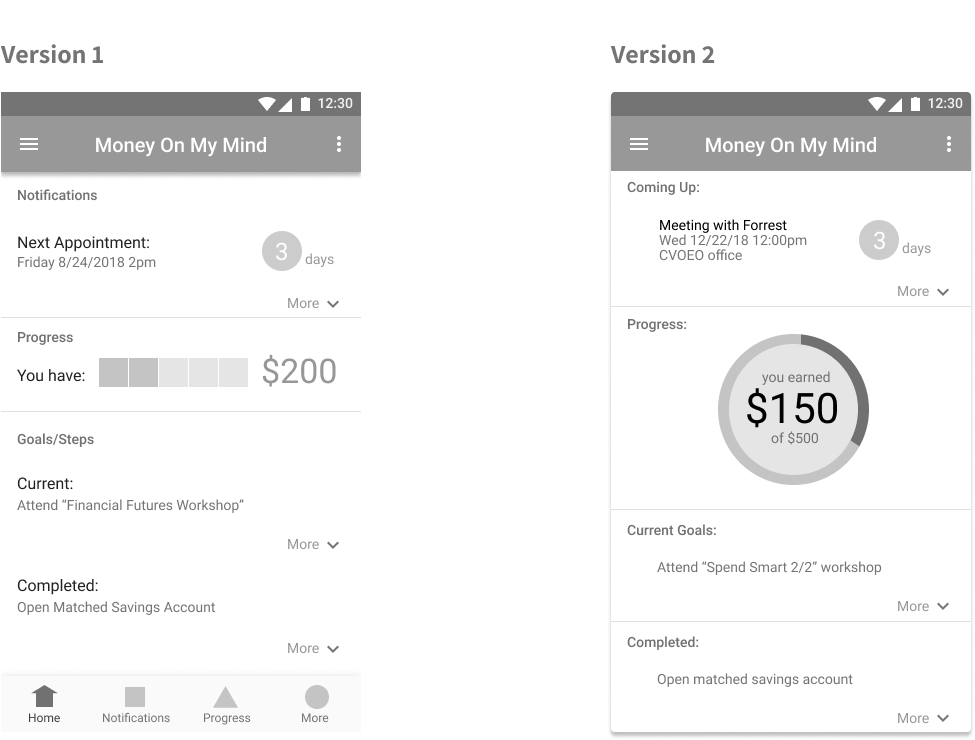 Version 1
12:30
Money On My Mind
Notifications
Next Appointment:
Friday 8/24/2018 2pm
3 days
More
Progress
You have:
$200
Goals/Steps
Current:
Attend “Financial Futures Workshop”
More
Completed:
Open Matched Savings Account
More
Home Notifications Progress More
Version 2
12:30
Money On My Mind
Coming Up:
Meeting with Forrest
Wed 12/22/18 12:00pm
CVOEO office
3 days
More
Progress:
you earned
$150
of $500
Current Goals:
Attend “Spend Smart 2/2” workshop
More
Completed:
Open matched savings account
More